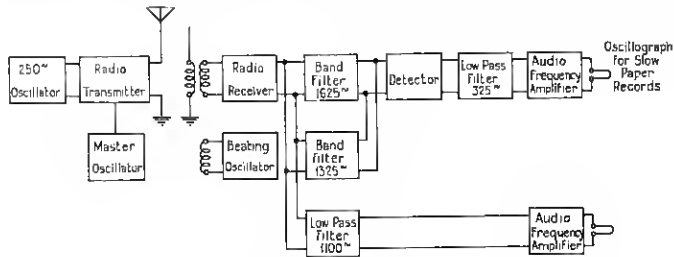 250~
Oscillator
Radio
Transmitter
Master
Oscillator
Radio
Receiver
Beating
Oscillator
Band
Filter
1625~
Band
Filter
1325~
Low Pass
Filter
3100~
Detector
Low Pass
Filter
325~
Audio
Frequency
Amplifier
Oscillograph
for Slow
Paper
Records
Audio
Frequency
Amplifier